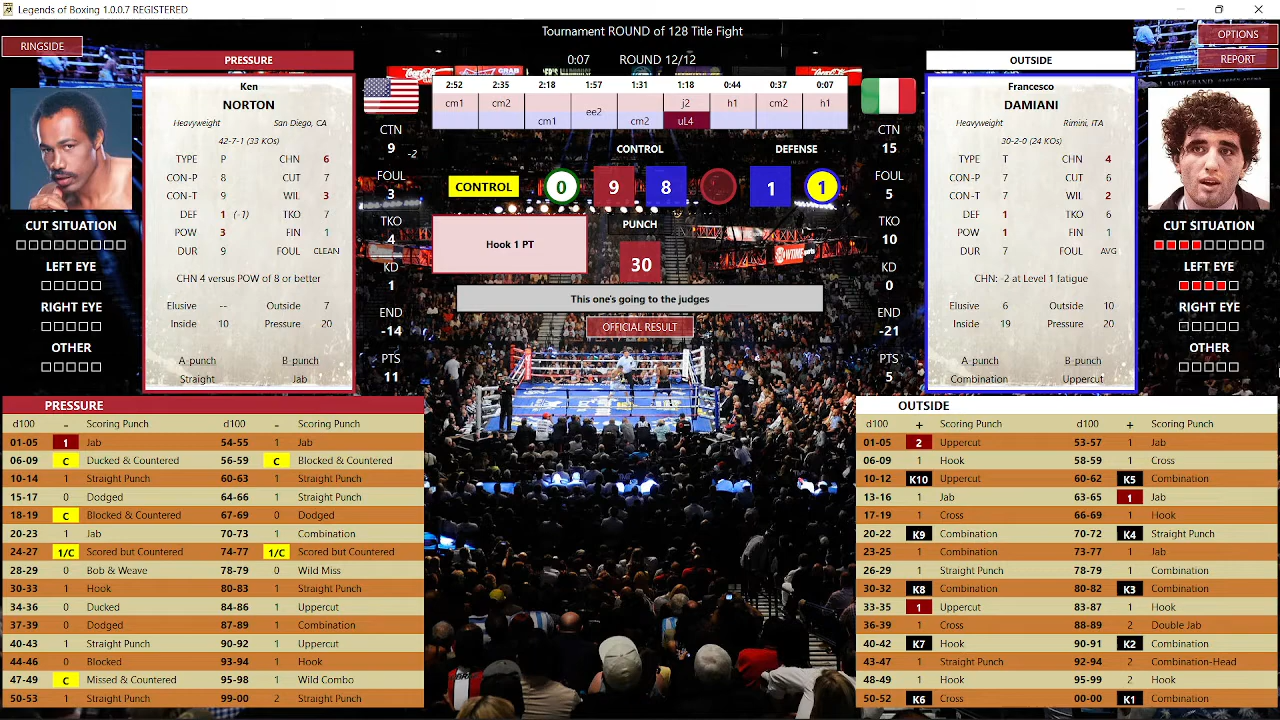 Legends of Boxing 1.0.0.7 REGISTERED
Tournament ROUND of 128 Title Fight
RINGSIDE
OPTIONS
0:07 ROUND 12/12
REPORT
PRESSURE
Ken
NORTON
Heavyweight San Diego, CA
42-7-1 (23 KOs)
TYPE P CHN 6
CON-P 8 CUT 7
CON-T 7 WIL 3
DEF 1 (-1) TKO 7
POW 3 FIN 1
DUR 7 FOUL CLEAN
CHN 4 versus POW of 8 or better
Elusive -- Outside 7
Inside 10 Pressure 20
A-punch B-punch
Straight Jab
CUT SITUATION
LEFT EYE
RIGHT EYE
OTHER
CTN
9 -2
FOUL
3
TKO
4
KD
1
END
-14
PTS
11
2:52 2:35 2:18 1:57 1:31 1:18 0:44 0:37 0:07
cm1 cm2 j2 h1 cm2 h1
ee2
cm1 cm2 uL4
CONTROL DEFENSE
CONTROL 0 9 8 1 1
PUNCH
Hook 1 PT
30
This one's going to the judges
OFFICIAL RESULT
CTN
15
FOUL
5
TKO
10
KD
0
END
-21
PTS
5
OUTSIDE
Francesco
DAMIANI
Heavyweight Rimini, ITA
30-2-0 (24 KOs)
TYPE T CHN 4
CON-P 7 CUT 6
CON-T 7 WIL 2
DEF 1 TKO 6
POW 1 FIN 1
DUR 7 FOUL AVG
CHN -2 at Level 1 fatigue
Elusive 6 Outside 10
Inside 19 Pressure 20
A-punch B-punch
Combination Uppercut
CUT SITUATION
LEFT EYE
RIGHT EYE
OTHER
PRESSURE
d100 - Scoring Punch d100 - Scoring Punch
01-05 1 Jab 54-55 1 Jab
06-09 C Ducked & Countered 56-59 C Blocked & Countered
10-14 1 Straight Punch 60-63 1 Straight Punch
15-17 0 Dodged 64-66 1 Straight Punch
18-19 C Blocked & Countered 67-69 0 Dodged
20-23 1 Jab 70-73 1 Combination
24-27 1/C Scored but Countered 74-77 1/C Scored but Countered
28-29 0 Bob & Weave 78-79 0 Wild Miss
30-33 1 Hook 80-83 1 Straight Punch
34-36 0 Ducked 84-86 1 Uppercut
37-39 0 Dodged 87-89 1 Combination
40-43 1 Straight Punch 90-92 1 Uppercut
44-46 0 Blocked 93-94 1 Hook
47-49 C Missed & Countered 95-98 1 Wild Combo
50-53 1 Straight Punch 99-00 2 Straight Punch
OUTSIDE
d100 + Scoring Punch d100 + Scoring Punch
01-05 2 Uppercut 53-57 1 Jab
06-09 1 Hook 58-59 1 Cross
10-12 K10 Uppercut 60-62 K5 Combination
13-16 1 Jab 63-65 1 Jab
17-19 1 Cross 66-69 1 Hook
20-22 K9 Combination 70-72 K4 Straight Punch
23-25 1 Combination 73-77 1 Jab
26-29 1 Straight Punch 78-79 1 Combination
30-32 K8 Combination 80-82 K3 Combination
33-35 1 Uppercut 83-87 1 Hook
36-39 1 Cross 88-89 2 Double Jab
40-42 K7 Hook 90-91 K2 Combination
43-47 1 Straight Punch 92-94 2 Combination-Head
48-49 1 Hook 95-99 2 Hook
50-52 K6 Cross 00-00 K1 Combination